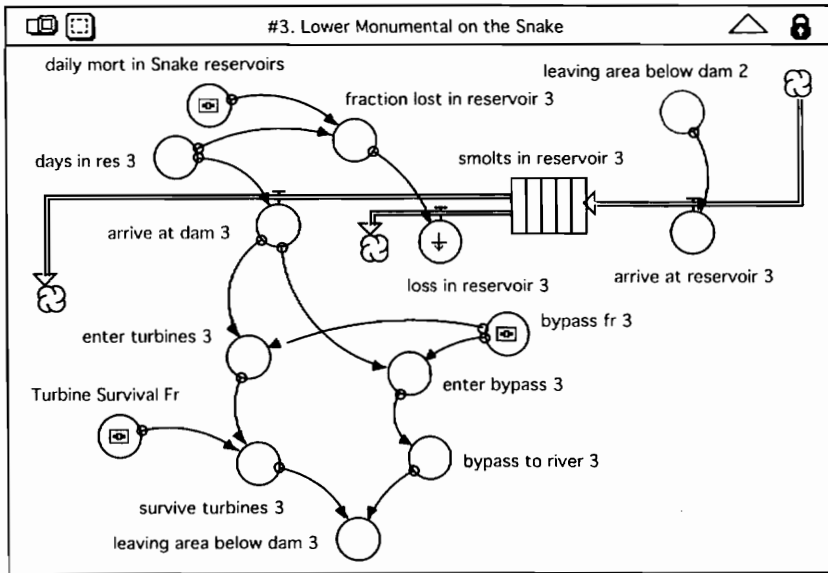 #3. Lower Monumental on the Snake
daily mort in Snake reservoirs
leaving area below dam 2
fraction lost in reservoir 3
days in res 3
smolts in reservoir 3
arrive at dam 3
loss in reservoir 3
arrive at reservoir 3
enter turbines 3
bypass fr 3
enter bypass 3
Turbine Survival Fr
bypass to river 3
survive turbines 3
leaving area below dam 3